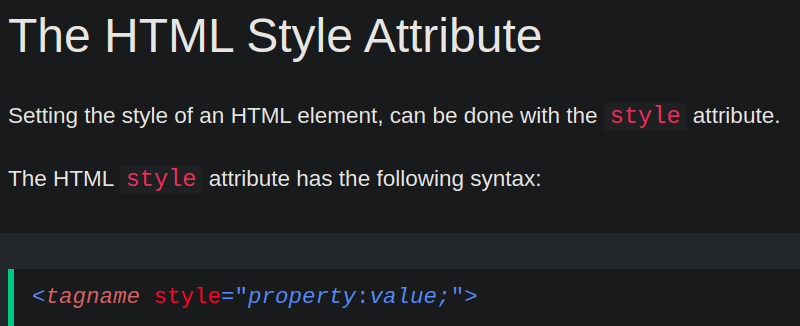 The HTML Style Attribute
Setting the style of an HTML element, can be done with the style attribute.
The HTML style attribute has the following syntax:
<tagname style="property:value;">